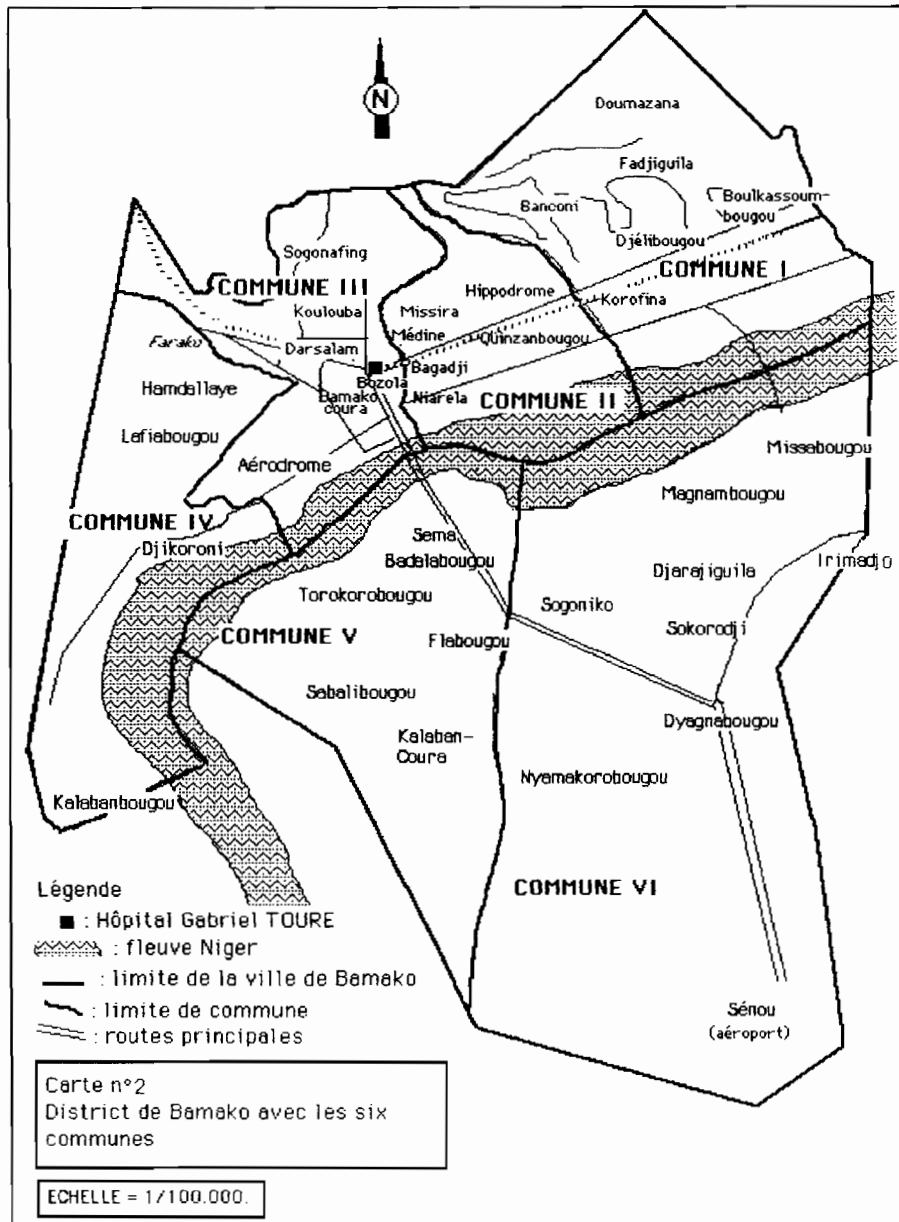 N
Doumazana
Fadjiguila
Banconi
Boulkassoum-
bougou
Djélibougou
Sogonafing
COMMUNE I
COMMUNE III
Hippodrome
Korofina
Missira
Koulouba
Médine
Quinzanbougou
Farako
Darsalam
Bagadji
Bozola
Hamdallaye
Bamako
coura
Niarela
COMMUNE II
Lafiabougou
Missabougou
Aérodrome
Magnambougou
COMMUNE IV
Djikoroni
Sema
Badalabougou
Irimadjo
Djarajiguila
Torokorobougou
Sogoniko
Sokorodji
COMMUNE V
Flabougou
Sabalibougou
Dyagnabougou
Kalaban-
Coura
Nyamakorobougou
Kalabanbougou
COMMUNE VI
Sénou
(aéroport)
Légende
: Hôpital Gabriel TOURE
: fleuve Niger
: limite de la ville de Bamako
: limite de commune
: routes principales
Carte n°2
District de Bamako avec les six
communes
ECHELLE = 1/100.000.